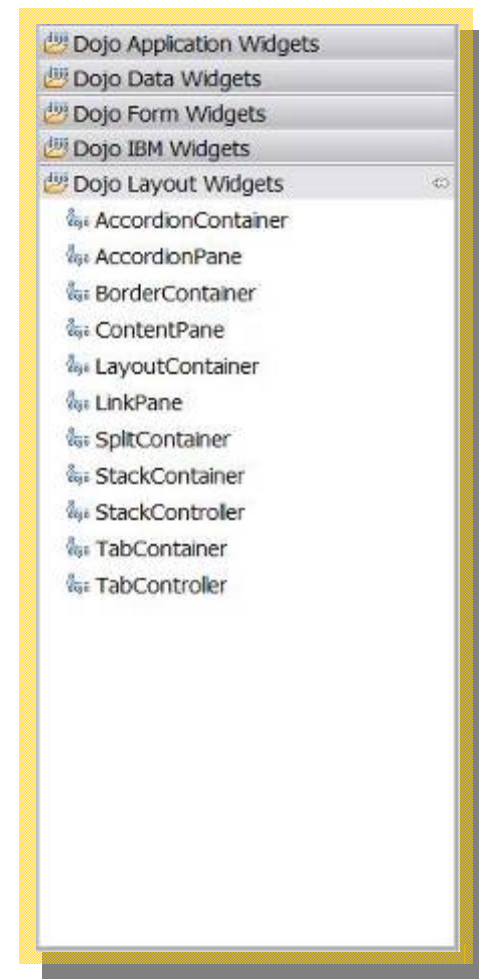 Dojo Application Widgets
Dojo Data Widgets
Dojo Form Widgets
Dojo IBM Widgets
Dojo Layout Widgets
AccordionContainer
AccordionPane
BorderContainer
ContentPane
LayoutContainer
LinkPane
SplitContainer
StackContainer
StackController
TabContainer
TabController